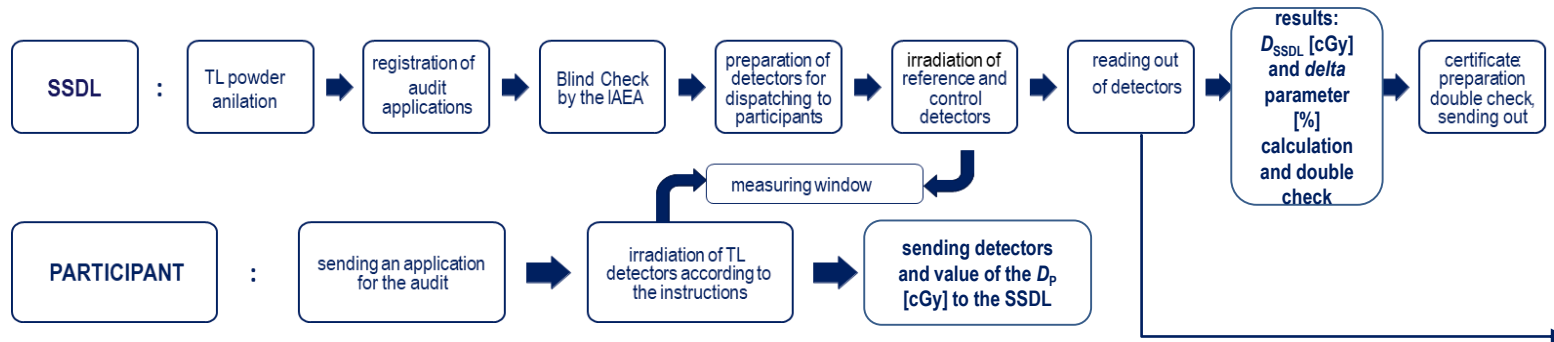 SSDL
:
TL powder
anilation
registration of
audit
applications
Blind Check
by the IAEA
preparation
of detectors for
dispatching to
participants
irradiation of
reference and
control
detectors
reading out
of detectors
results:
D_SSDL [cGy]
and delta
parameter
[%]
calculation
and double
check
certificate:
preparation
double check,
sending out
measuring window
PARTICIPANT
:
sending an application
for the audit
irradiation of TL
detectors according to
the instructions
sending detectors
and value of the D_P
[cGy] to the SSDL